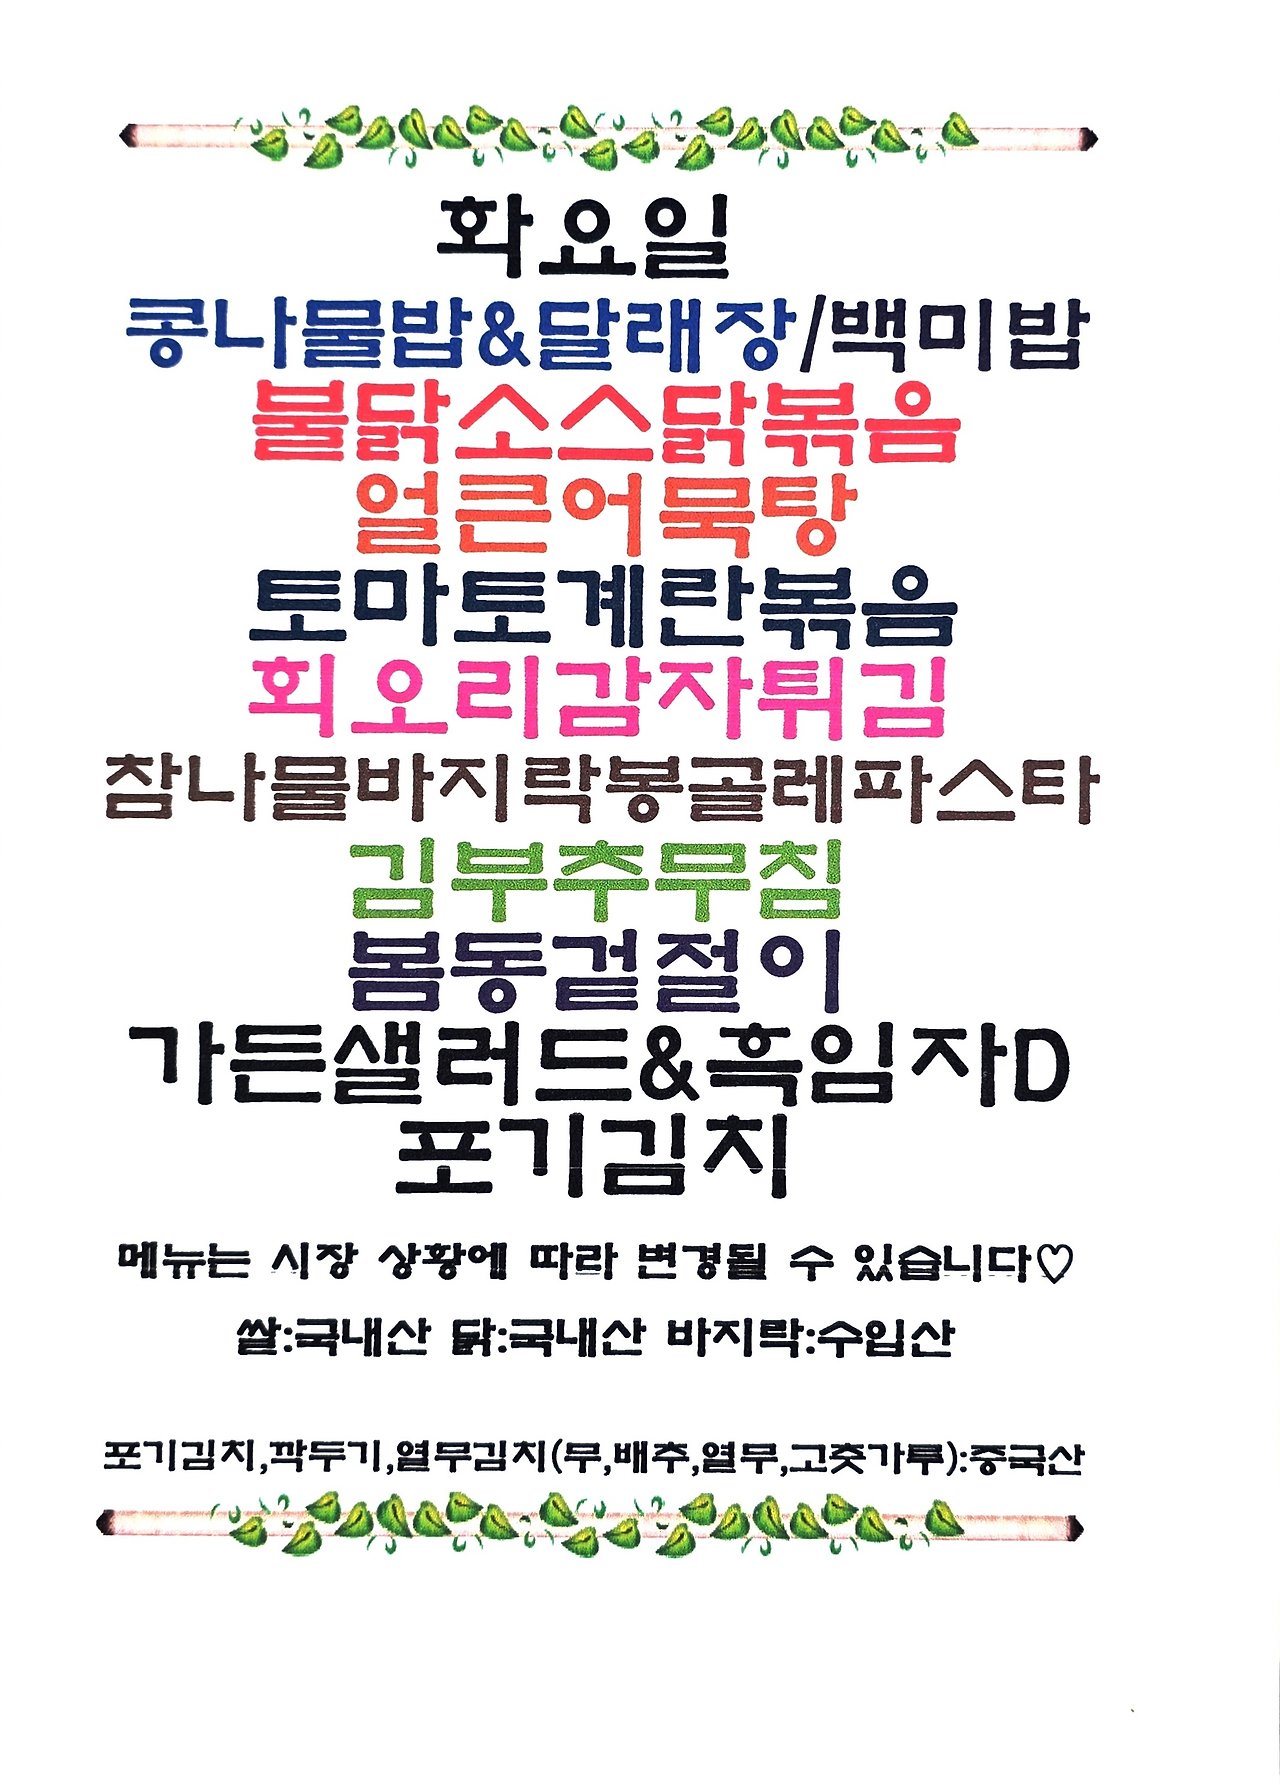 화요일
콩나물밥&달래장/백미밥
불닭소스닭볶음
얼큰어묵탕
토마토계란볶음
회오리감자튀김
참나물바지락봉골레파스타
김부추무침
봄동겉절이
가든샐러드&흑임자D
포기김치
메뉴는 시장 상황에 따라 변경될 수 있습니다♡
쌀:국내산 닭:국내산 바지락:수입산
포기김치,깍두기,열무김치(무,배추,열무,고춧가루):중국산